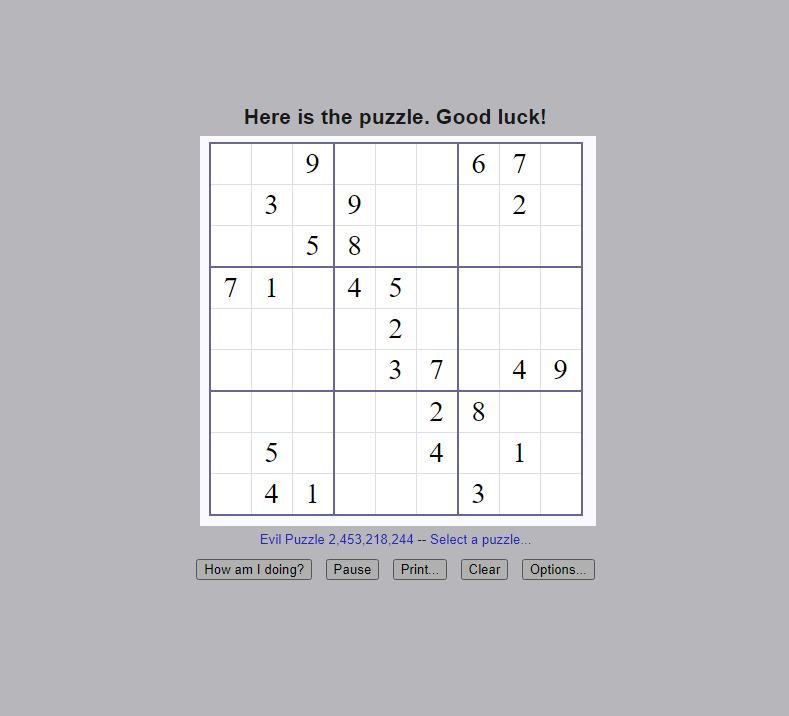 Here is the puzzle. Good luck!
9 6 7
3 9 2
5 8
7 1 4 5
2
3 7 4 9
2 8
5 4 1
4 1 3
Evil Puzzle 2,453,218,244 -- Select a puzzle...
How am I doing? Pause Print... Clear Options...